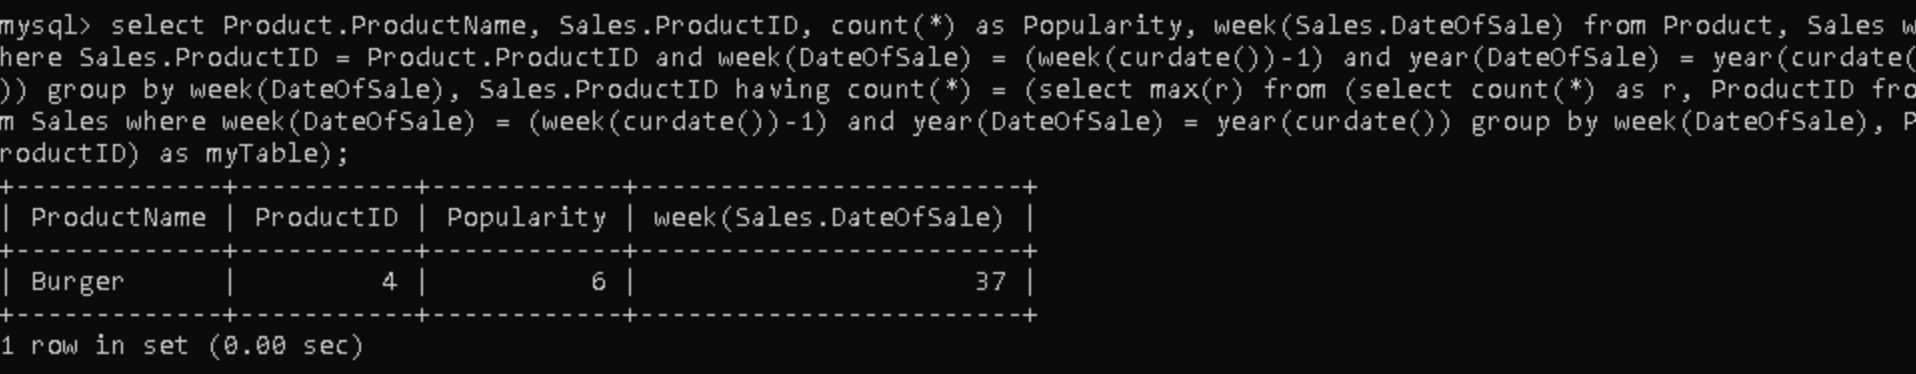 mysql> select Product.ProductName, Sales.ProductID, count(*) as Popularity, week(Sales.DateOfSale) from Product, Sales w
here Sales.ProductID = Product.ProductID and week(DateOfSale) = (week(curdate())-1) and year(DateOfSale) = year(curdate(
)) group by week(DateOfSale), Sales.ProductID having count(*) = (select max(r) from (select count(*) as r, ProductID fro
m Sales where week(DateOfSale) = (week(curdate())-1) and year(DateOfSale) = year(curdate()) group by week(DateOfSale), P
roductID) as myTable);
+-------------+-----------+------------+------------------------+
| ProductName | ProductID | Popularity | week(Sales.DateOfSale) |
+-------------+-----------+------------+------------------------+
| Burger      |         4 |          6 |                     37 |
+-------------+-----------+------------+------------------------+
1 row in set (0.00 sec)